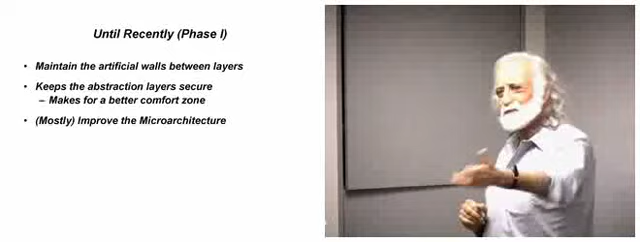 Until Recently (Phase I)
• Maintain the artificial walls between layers
• Keeps the abstraction layers secure
– Makes for a better comfort zone
• (Mostly) Improve the Microarchitecture